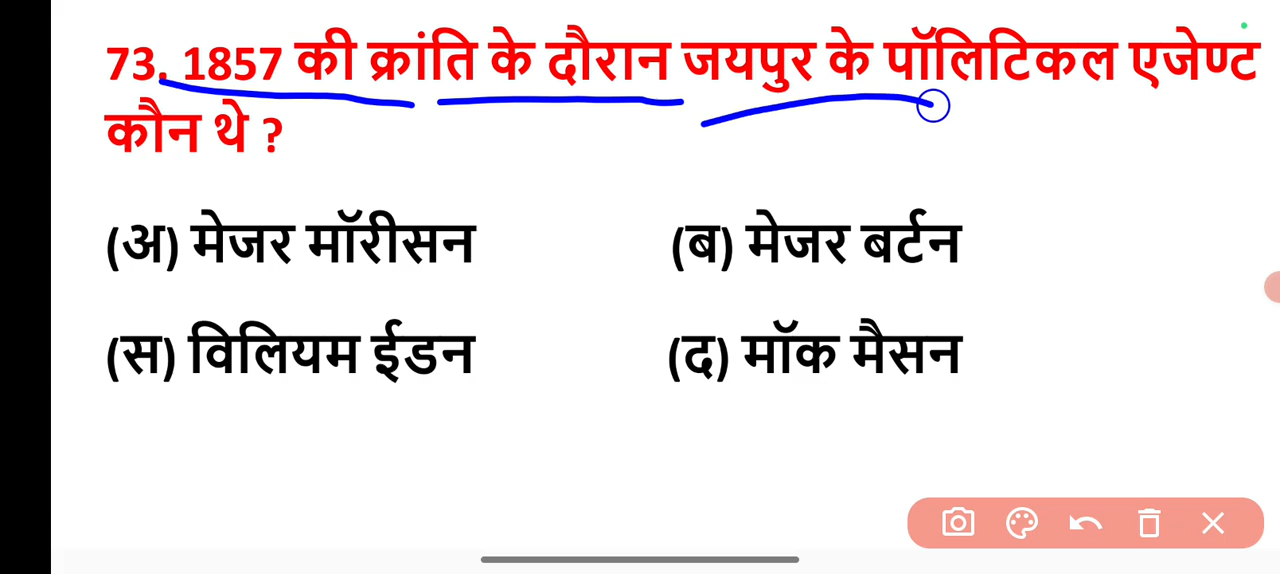 73. 1857 की क्रांति के दौरान जयपुर के पॉलिटिकल एजेण्ट
कौन थे ?
(अ) मेजर मॉरीसन (ब) मेजर बर्टन
(स) विलियम ईडन (द) मॉक मैसन